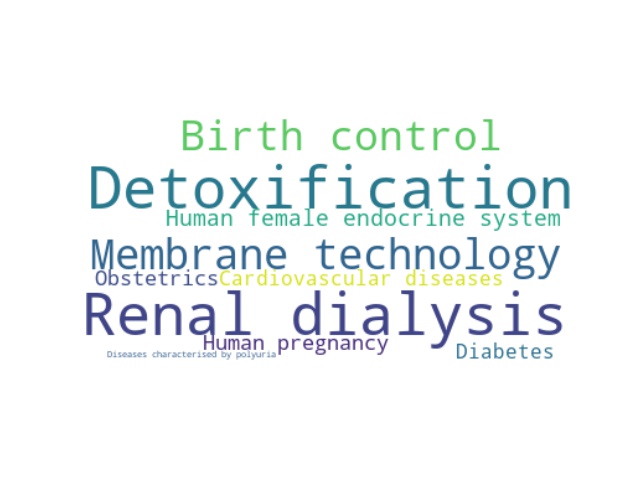 Birth control
Detoxification
Human female endocrine system
Membrane technology
Obstetrics
Cardiovascular diseases
Renal dialysis
Human pregnancy
Diabetes
Diseases characterised by polyuria